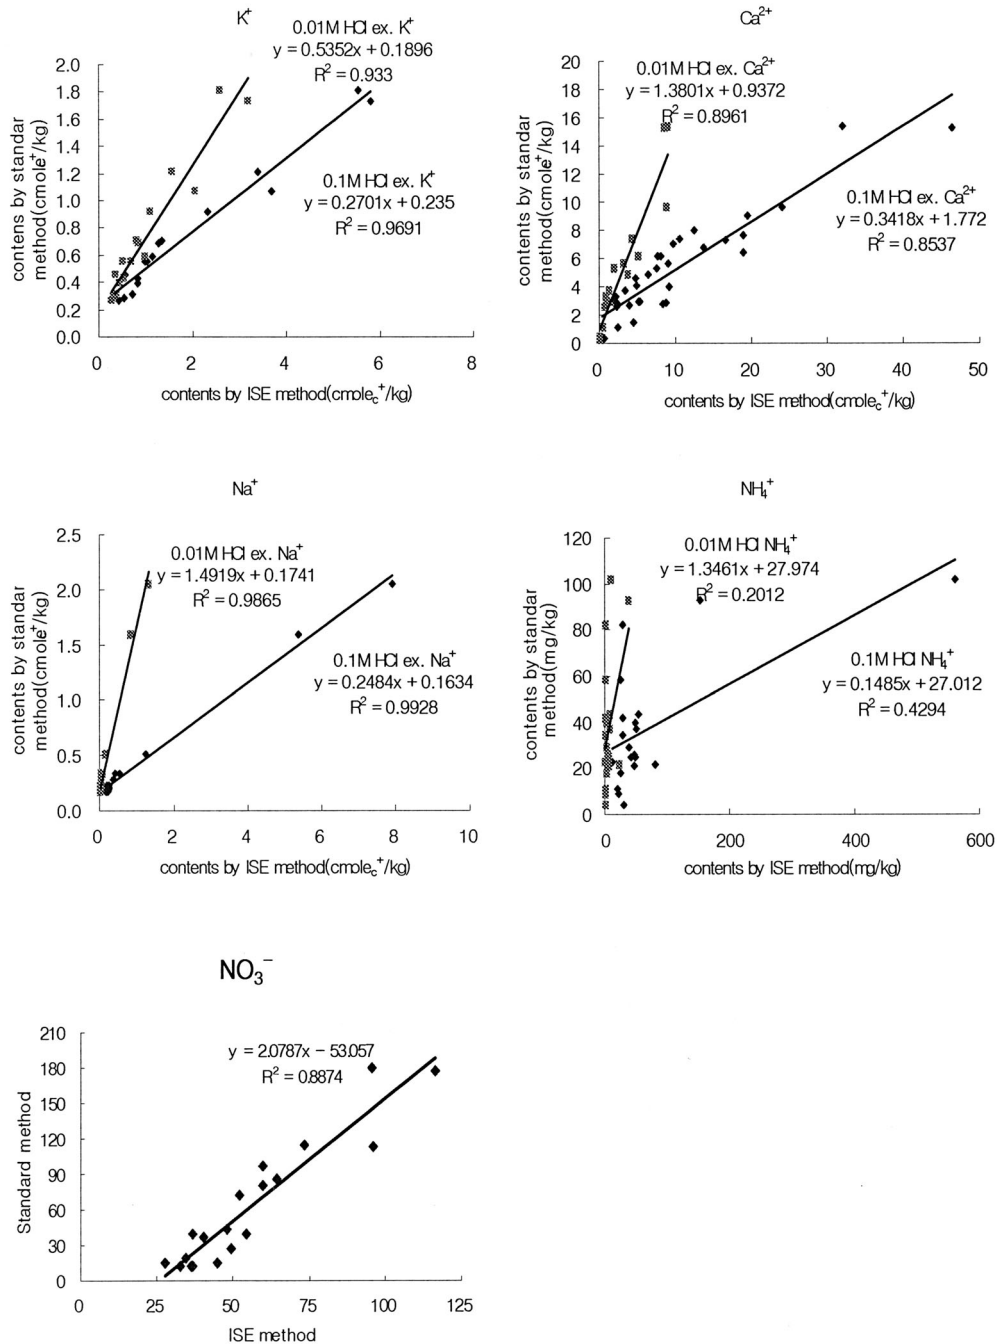 K⁺
0.01M HCl ex. K⁺
y = 0.5352x + 0.1896
R² = 0.933
0.1M HCl ex. K⁺
y = 0.2701x + 0.235
R² = 0.9691
contens by standar
method(cmole⁺/kg)
2.0
1.8
1.6
1.4
1.2
1.0
0.8
0.6
0.4
0.2
0.0
0 2 4 6 8
contents by ISE method(cmole꜀⁺/kg)
Ca²⁺
0.01M HCl ex. Ca²⁺
y = 1.3801x + 0.9372
R² = 0.8961
0.1M HCl ex. Ca²⁺
y = 0.3418x + 1.772
R² = 0.8537
contents by standar
method(cmole⁺/kg)
20
18
16
14
12
10
8
6
4
2
0
0 10 20 30 40 50
contents by ISE method(cmole꜀⁺/kg)
Na⁺
0.01M HCl ex. Na⁺
y = 1.4919x + 0.1741
R² = 0.9865
0.1M HCl ex. Na⁺
y = 0.2484x + 0.1634
R² = 0.9928
contents by standar
method(cmole⁺/kg)
2.5
2.0
1.5
1.0
0.5
0.0
0 2 4 6 8 10
contents by ISE method(cmole꜀⁺/kg)
NH₄⁺
0.01M HCl NH₄⁺
y = 1.3461x + 27.974
R² = 0.2012
0.1M HCl NH₄⁺
y = 0.1485x + 27.012
R² = 0.4294
contents by standar
method(mg/kg)
120
100
80
60
40
20
0
0 200 400 600
contents by ISE method(mg/kg)
NO₃⁻
y = 2.0787x − 53.057
R² = 0.8874
Standard method
210
180
150
120
90
60
30
0
0 25 50 75 100 125
ISE method